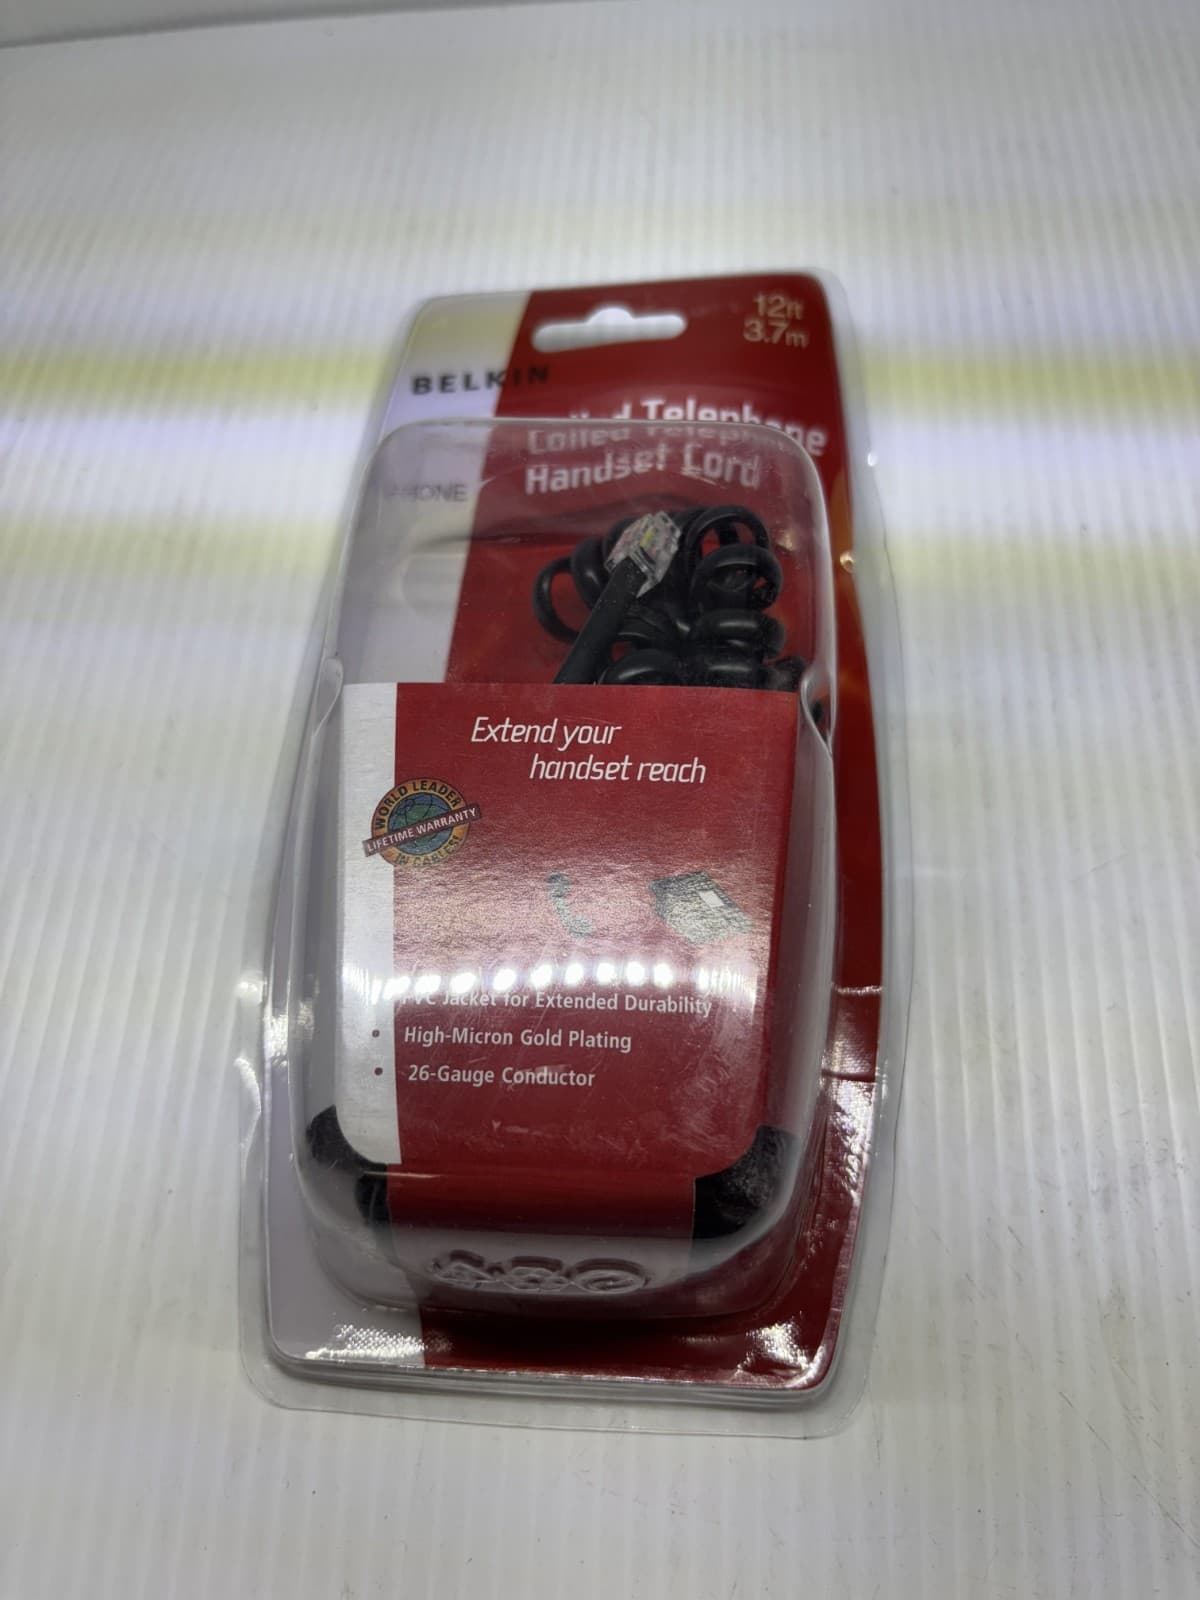 12ft
3.7m
BELKIN
Coiled Telephone
Handset Cord
PHONE
Extend your
handset reach
WORLD LEADER
LIFETIME WARRANTY
IN CABLES!
PVC Jacket for Extended Durability
• High-Micron Gold Plating
• 26-Gauge Conductor